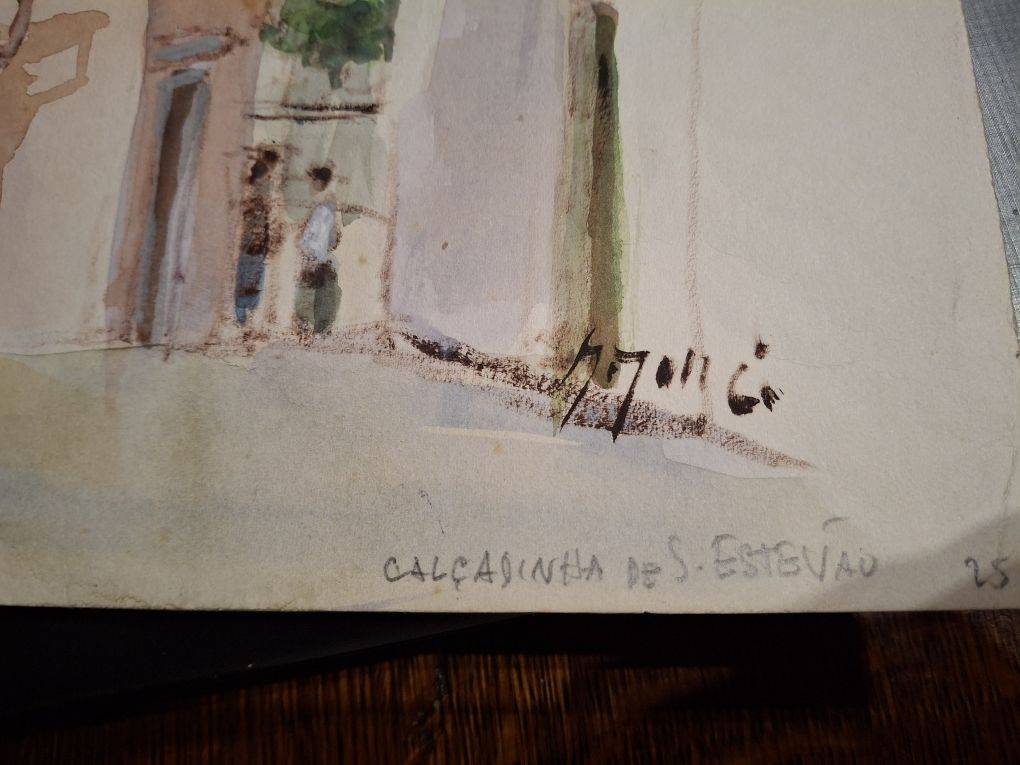 CALÇADINHA DE S. ESTEVÃO 25